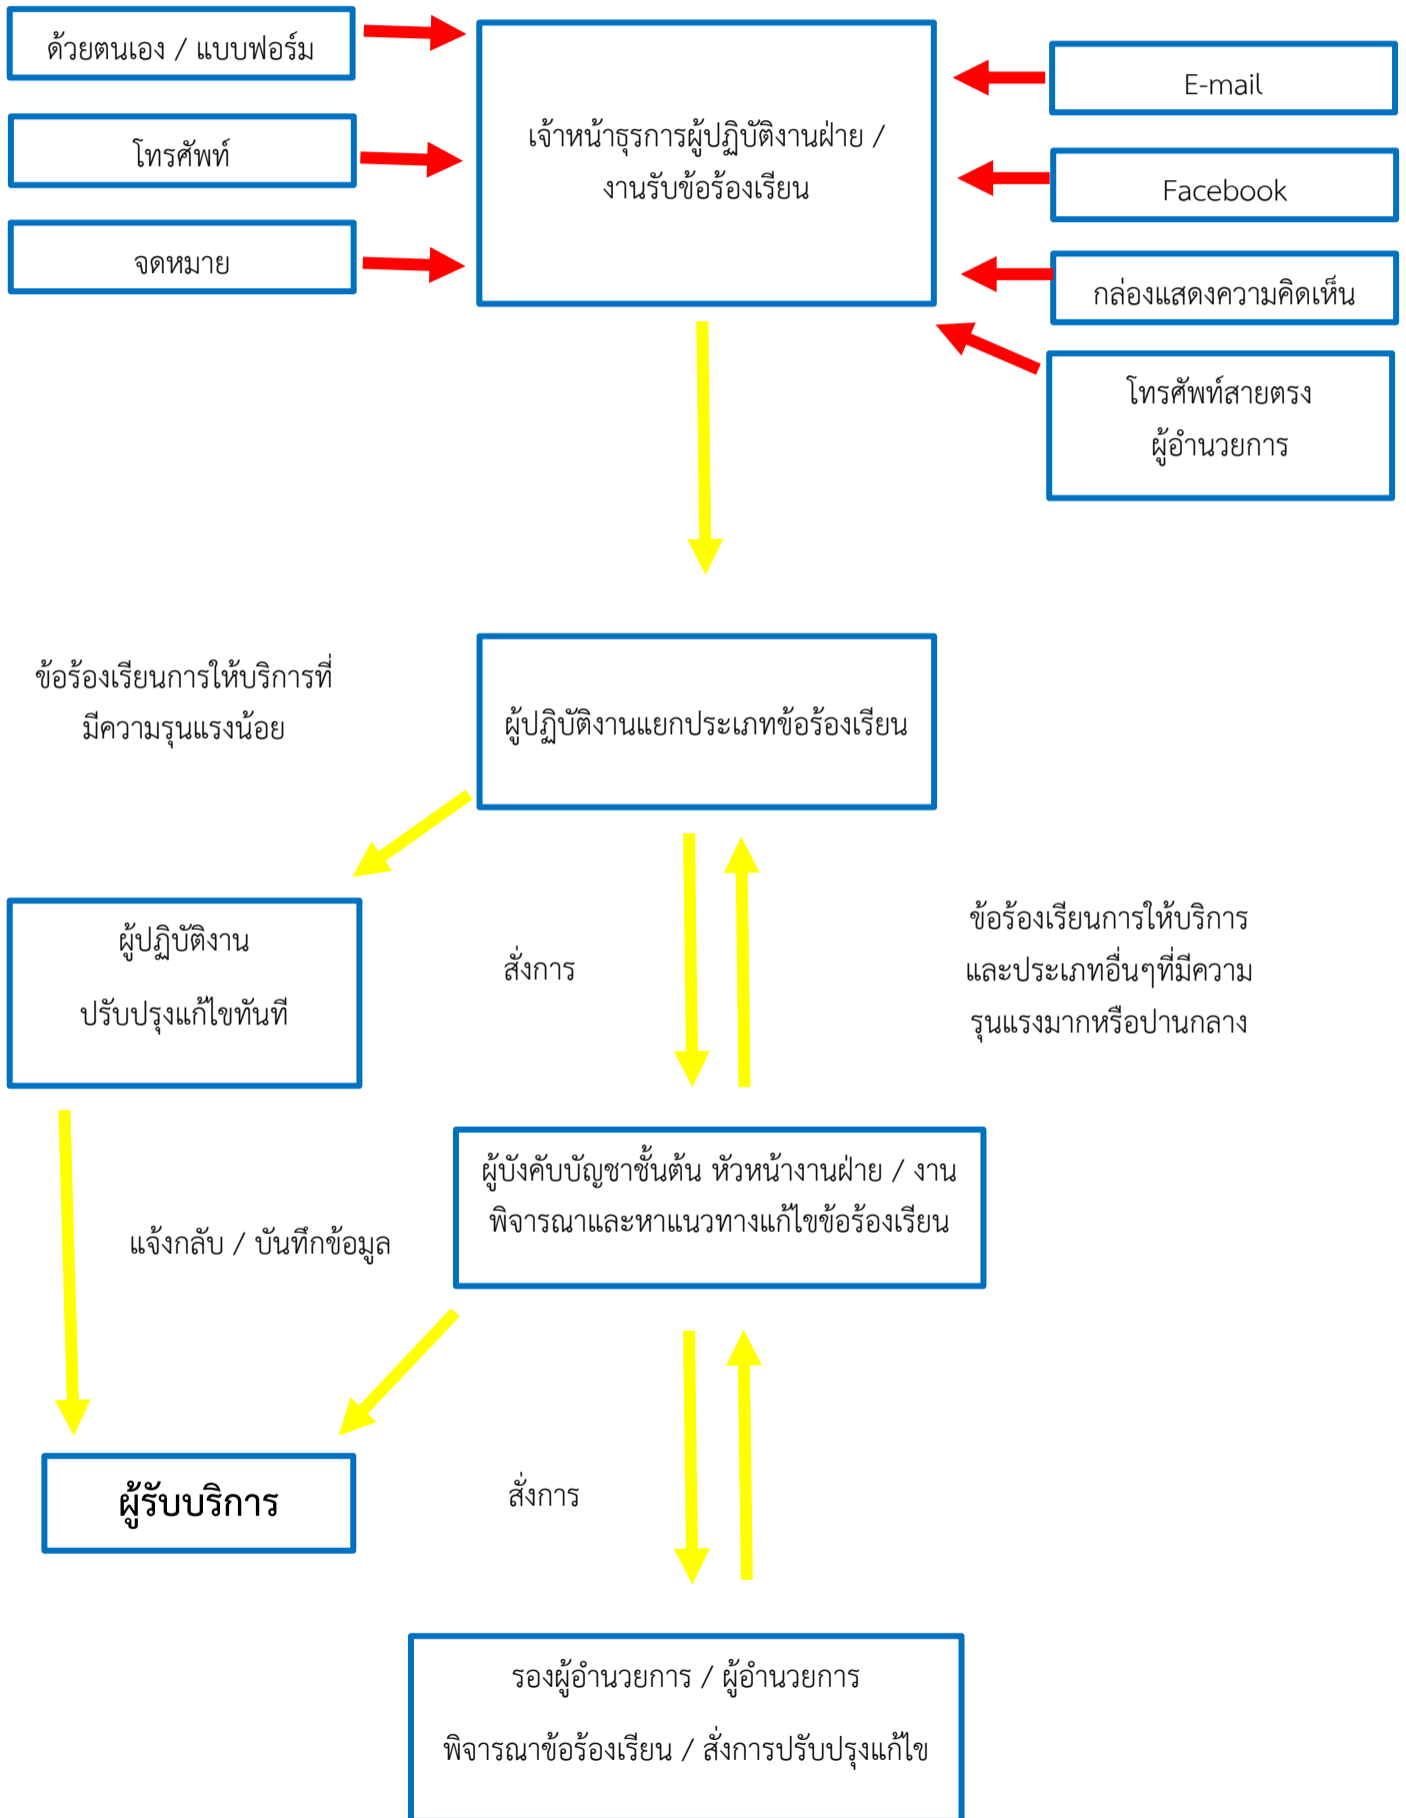 ด้วยตนเอง / แบบฟอร์ม
โทรศัพท์
จดหมาย
เจ้าหน้าธุรการผู้ปฏิบัติงานฝ่าย /
งานรับข้อร้องเรียน
E-mail
Facebook
กล่องแสดงความคิดเห็น
โทรศัพท์สายตรง
ผู้อำนวยการ
ข้อร้องเรียนการให้บริการที่
มีความรุนแรงน้อย
ผู้ปฏิบัติงานแยกประเภทข้อร้องเรียน
ผู้ปฏิบัติงาน
ปรับปรุงแก้ไขทันที
สั่งการ
ข้อร้องเรียนการให้บริการ
และประเภทอื่นๆที่มีความ
รุนแรงมากหรือปานกลาง
ผู้บังคับบัญชาชั้นต้น หัวหน้างานฝ่าย / งาน
พิจารณาและหาแนวทางแก้ไขข้อร้องเรียน
แจ้งกลับ / บันทึกข้อมูล
ผู้รับบริการ
สั่งการ
รองผู้อำนวยการ / ผู้อำนวยการ
พิจารณาข้อร้องเรียน / สั่งการปรับปรุงแก้ไข